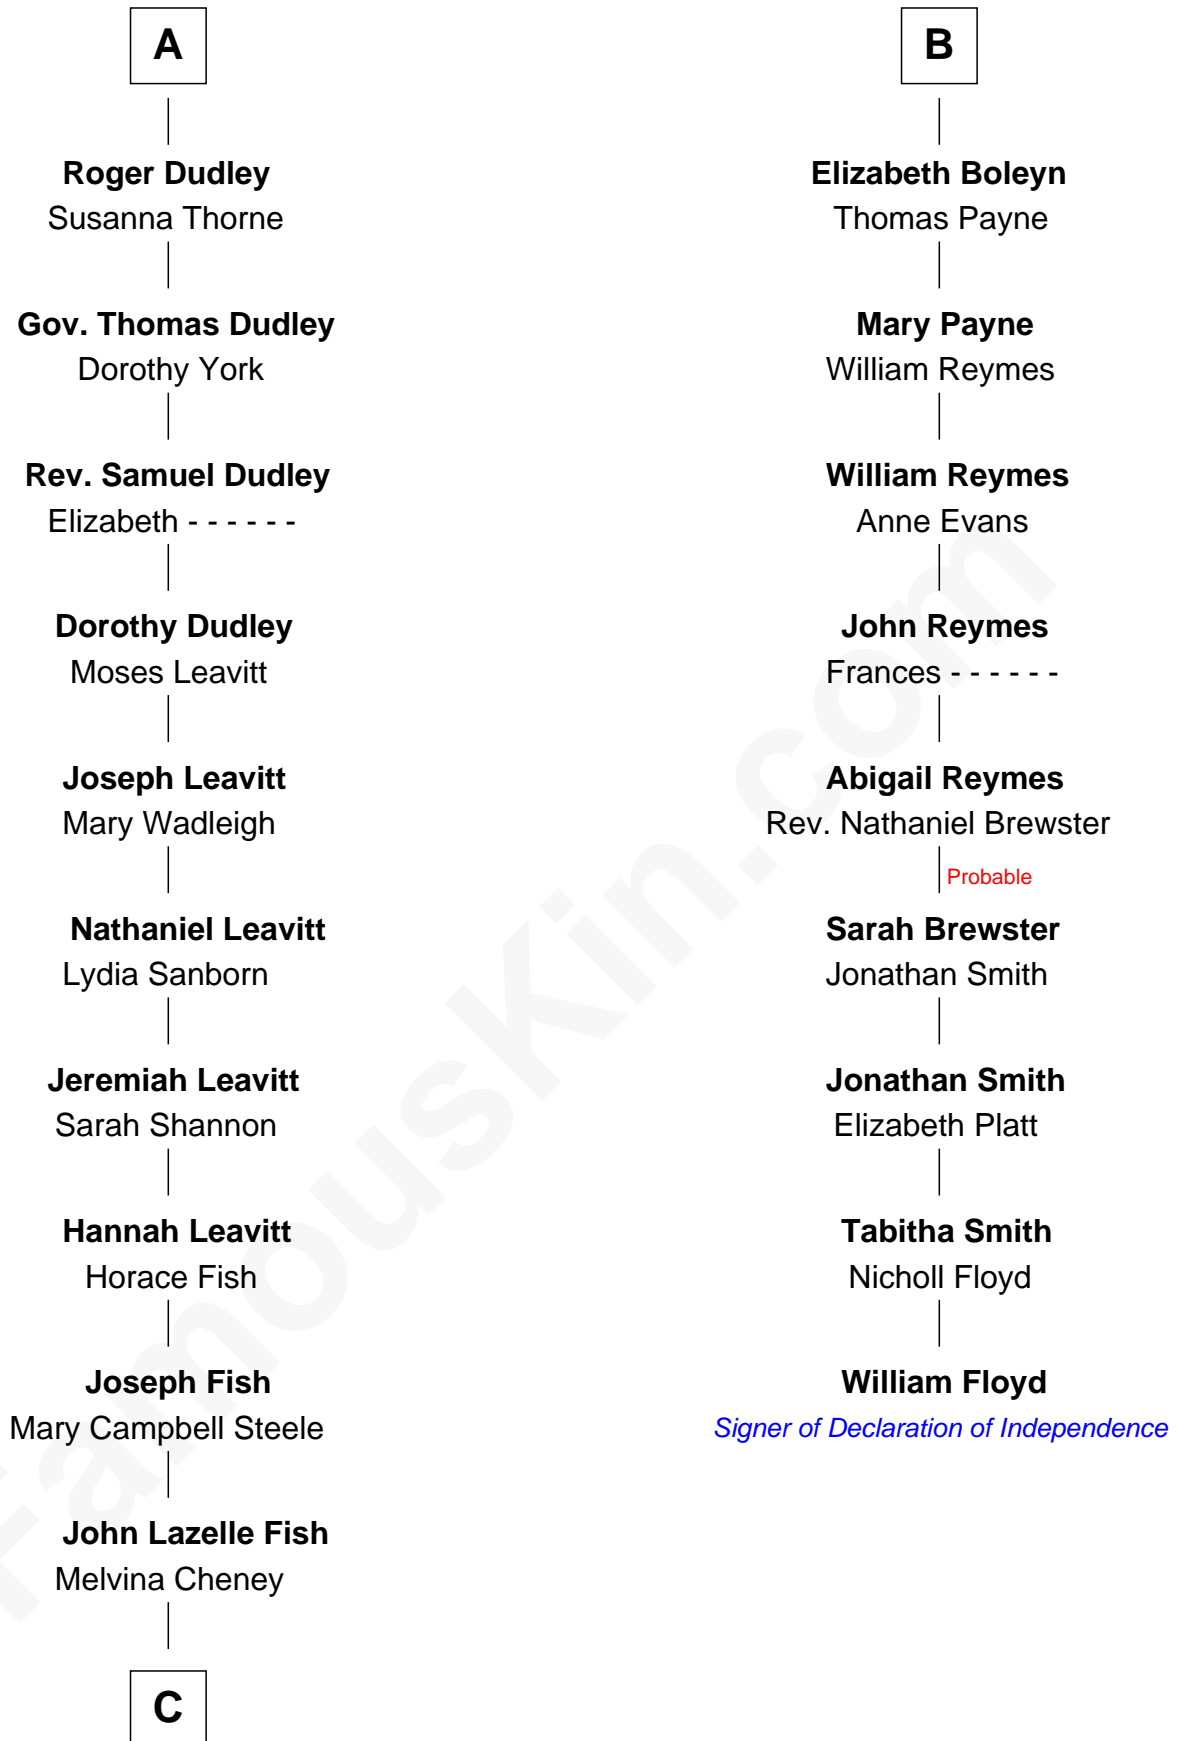 A
Roger Dudley
Susanna Thorne
Gov. Thomas Dudley
Dorothy York
Rev. Samuel Dudley
Elizabeth - - - - - -
Dorothy Dudley
Moses Leavitt
Joseph Leavitt
Mary Wadleigh
Nathaniel Leavitt
Lydia Sanborn
Jeremiah Leavitt
Sarah Shannon
Hannah Leavitt
Horace Fish
Joseph Fish
Mary Campbell Steele
John Lazelle Fish
Melvina Cheney
C
B
Elizabeth Boleyn
Thomas Payne
Mary Payne
William Reymes
William Reymes
Anne Evans
John Reymes
Frances - - - - - -
Abigail Reymes
Rev. Nathaniel Brewster
Probable
Sarah Brewster
Jonathan Smith
Jonathan Smith
Elizabeth Platt
Tabitha Smith
Nicholl Floyd
William Floyd
Signer of Declaration of Independence
FamousKin.com